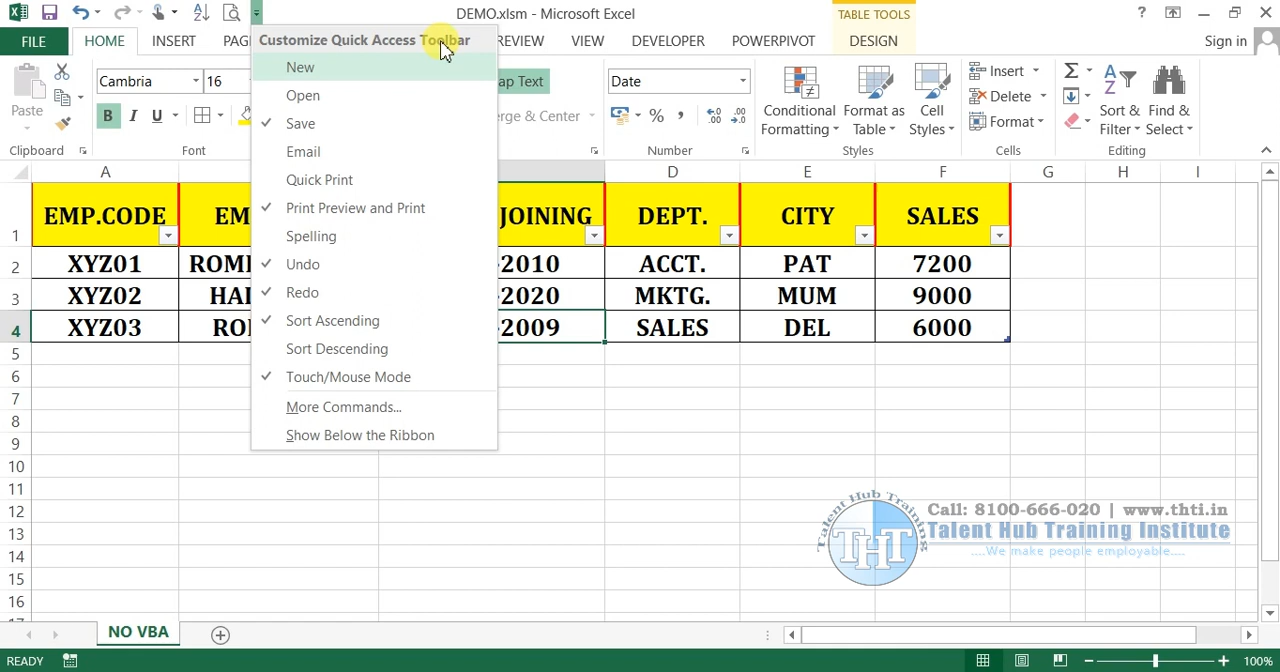 DEMO.xlsm - Microsoft Excel
TABLE TOOLS
?
FILE
HOME
INSERT
PAG
REVIEW
VIEW
DEVELOPER
POWERPIVOT
DESIGN
Sign in
Customize Quick Access Toolbar
New
Open
Save
Email
Quick Print
Print Preview and Print
Spelling
Undo
Redo
Sort Ascending
Sort Descending
Touch/Mouse Mode
More Commands...
Show Below the Ribbon
Paste
Clipboard
Cambria
16
B I U
Font
ap Text
erge & Center
Date
%
Number
Conditional
Formatting
Format as
Table
Cell
Styles
Styles
Insert
Delete
Format
Cells
Sort &
Filter
Find &
Select
Editing
A D E F G H I
1 EMP.CODE EM JOINING DEPT. CITY SALES
2 XYZ01 ROM -2010 ACCT. PAT 7200
3 XYZ02 HA -2020 MKTG. MUM 9000
4 XYZ03 RO -2009 SALES DEL 6000
5
6
7
8
9
10
11
12
13
14
15
16
Talent Hub Training
THT
Call: 8100-666-020 | www.thti.in
Talent Hub Training Institute
....We make people employable....
NO VBA
READY
100%